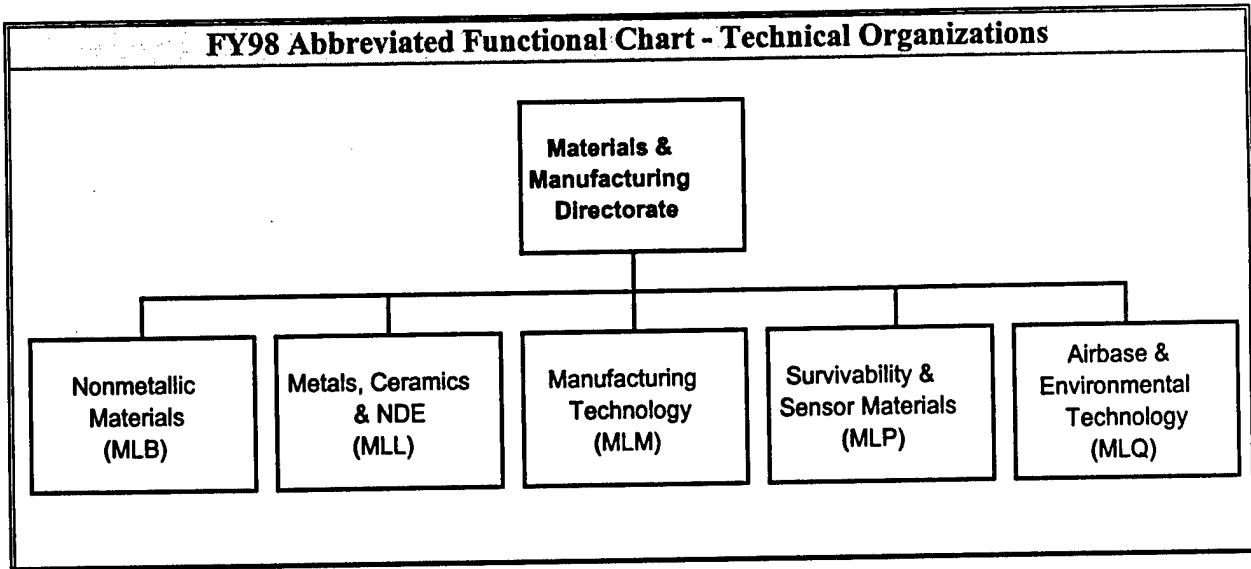 FY98 Abbreviated Functional Chart - Technical Organizations
Materials &
Manufacturing
Directorate
Nonmetallic
Materials
(MLB)
Metals, Ceramics
& NDE
(MLL)
Manufacturing
Technology
(MLM)
Survivability &
Sensor Materials
(MLP)
Airbase &
Environmental
Technology
(MLQ)